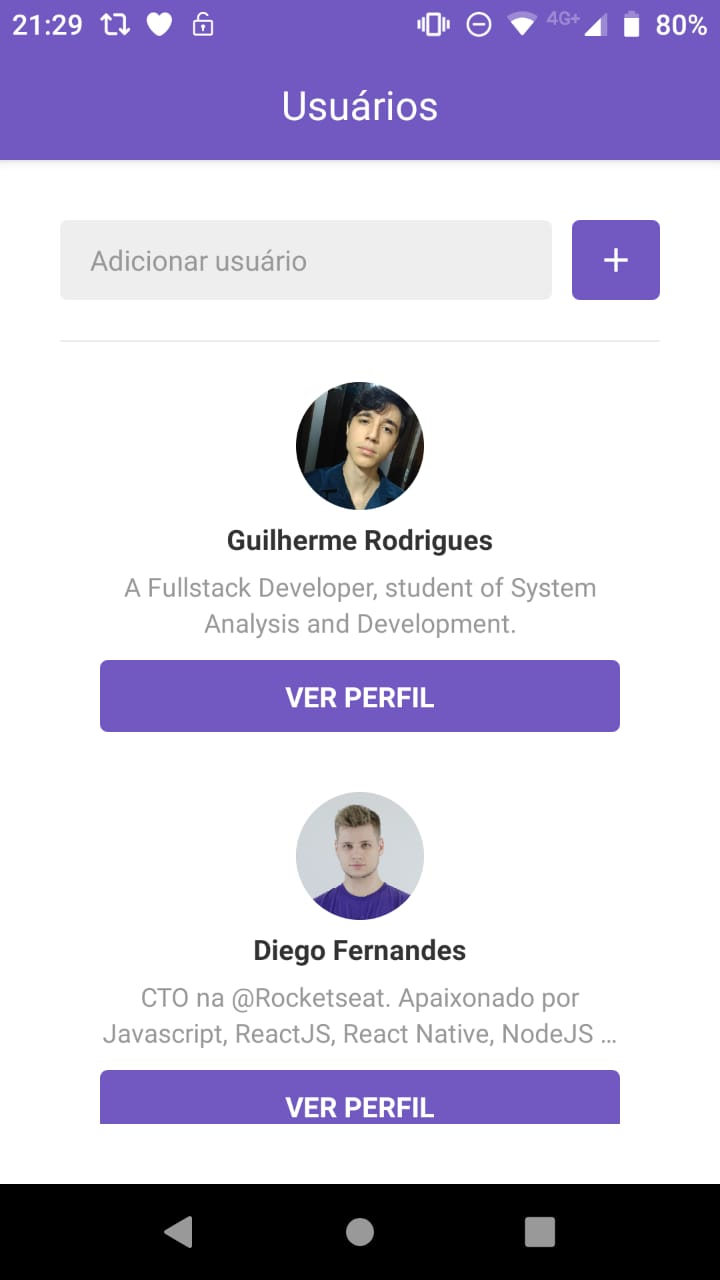 21:29 4G+ 80%
Usuários
Adicionar usuário +
Guilherme Rodrigues
A Fullstack Developer, student of System
Analysis and Development.
VER PERFIL
Diego Fernandes
CTO na @Rocketseat. Apaixonado por
Javascript, ReactJS, React Native, NodeJS ...
VER PERFIL